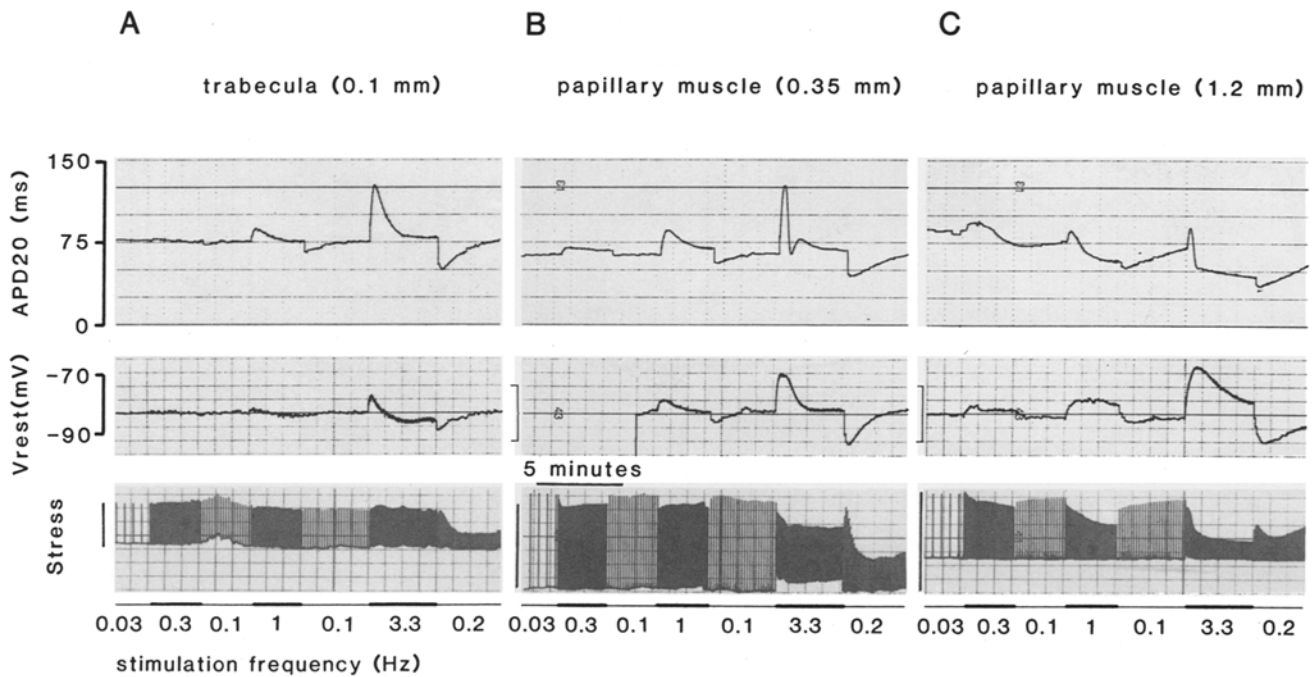 A
B
C
trabecula (0.1 mm)
papillary muscle (0.35 mm)
papillary muscle (1.2 mm)
APD20 (ms)
150
75
0
Vrest(mV)
-70
-90
5 minutes
Stress
0.03 0.3 0.1 1 0.1 3.3 0.2
0.03 0.3 0.1 1 0.1 3.3 0.2
0.03 0.3 0.1 1 0.1 3.3 0.2
stimulation frequency (Hz)